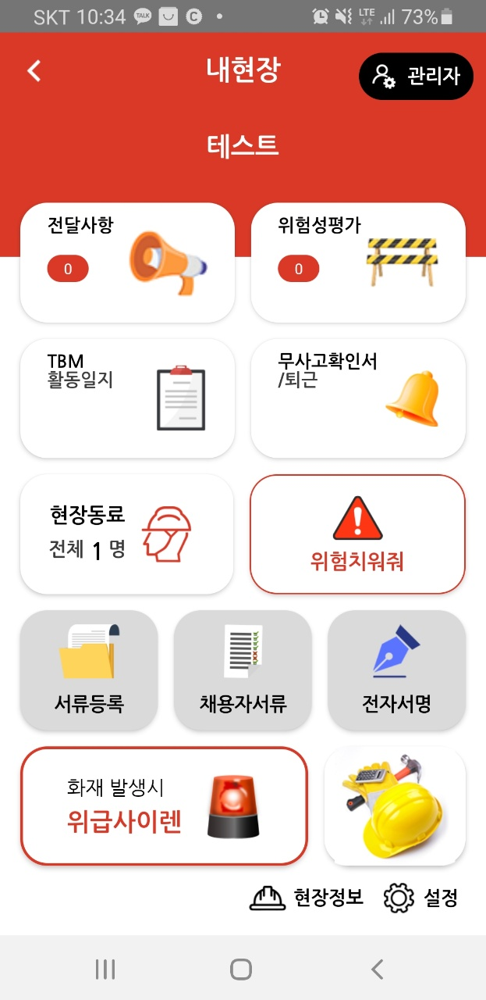 SKT 10:34 TALK C LTE 73%
내현장
관리자
테스트
전달사항
0
위험성평가
0
TBM
활동일지
무사고확인서
/퇴근
현장동료
전체 1 명
위험치워줘
서류등록
채용자서류
전자서명
화재 발생시
위급사이렌
현장정보
설정